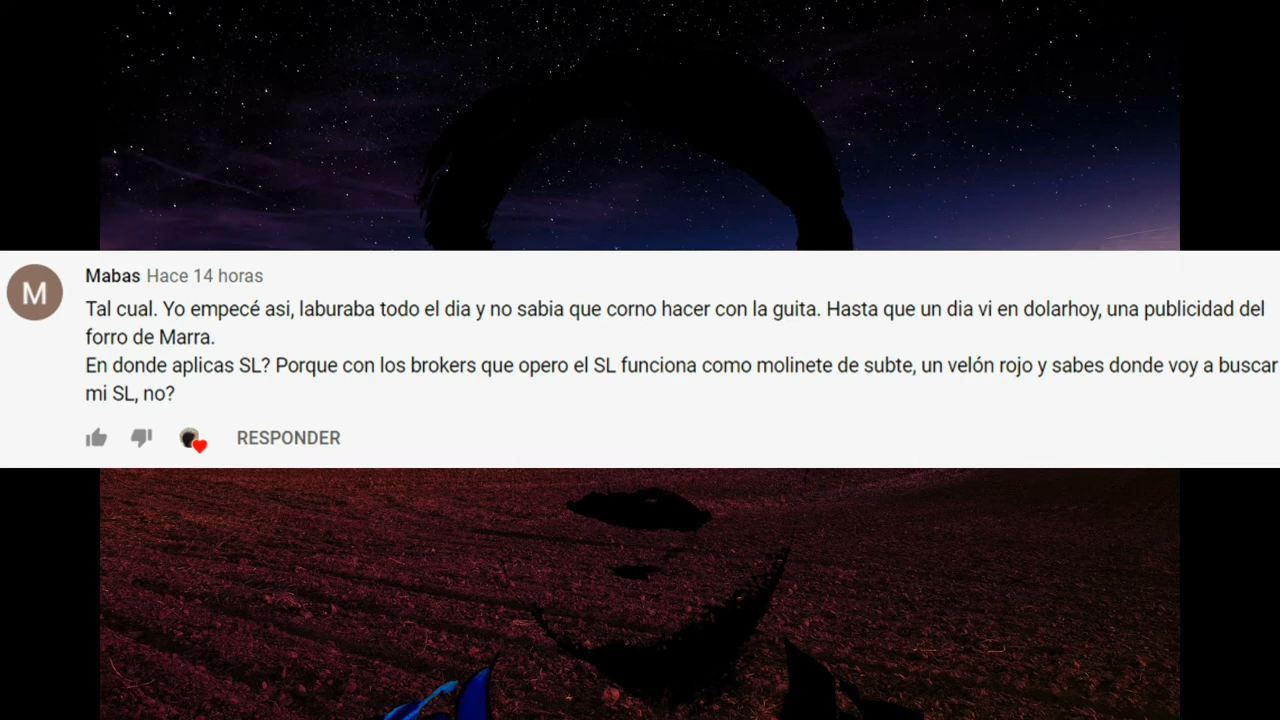 M
Mabas Hace 14 horas
Tal cual. Yo empecé asi, laburaba todo el dia y no sabia que corno hacer con la guita. Hasta que un dia vi en dolarhoy, una publicidad del
forro de Marra.
En donde aplicas SL? Porque con los brokers que opero el SL funciona como molinete de subte, un velón rojo y sabes donde voy a buscar
mi SL, no?
RESPONDER